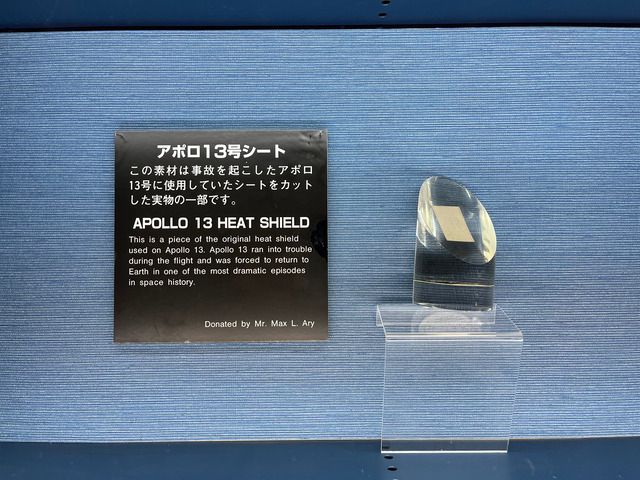 アポロ13号シート
この素材は事故を起こしたアポロ
13号に使用していたシートをカット
した実物の一部です。
APOLLO 13 HEAT SHIELD
This is a piece of the original heat shield
used on Apollo 13. Apollo 13 ran into trouble
during the flight and was forced to return to
Earth in one of the most dramatic episodes
in space history.
Donated by Mr. Max L. Ary